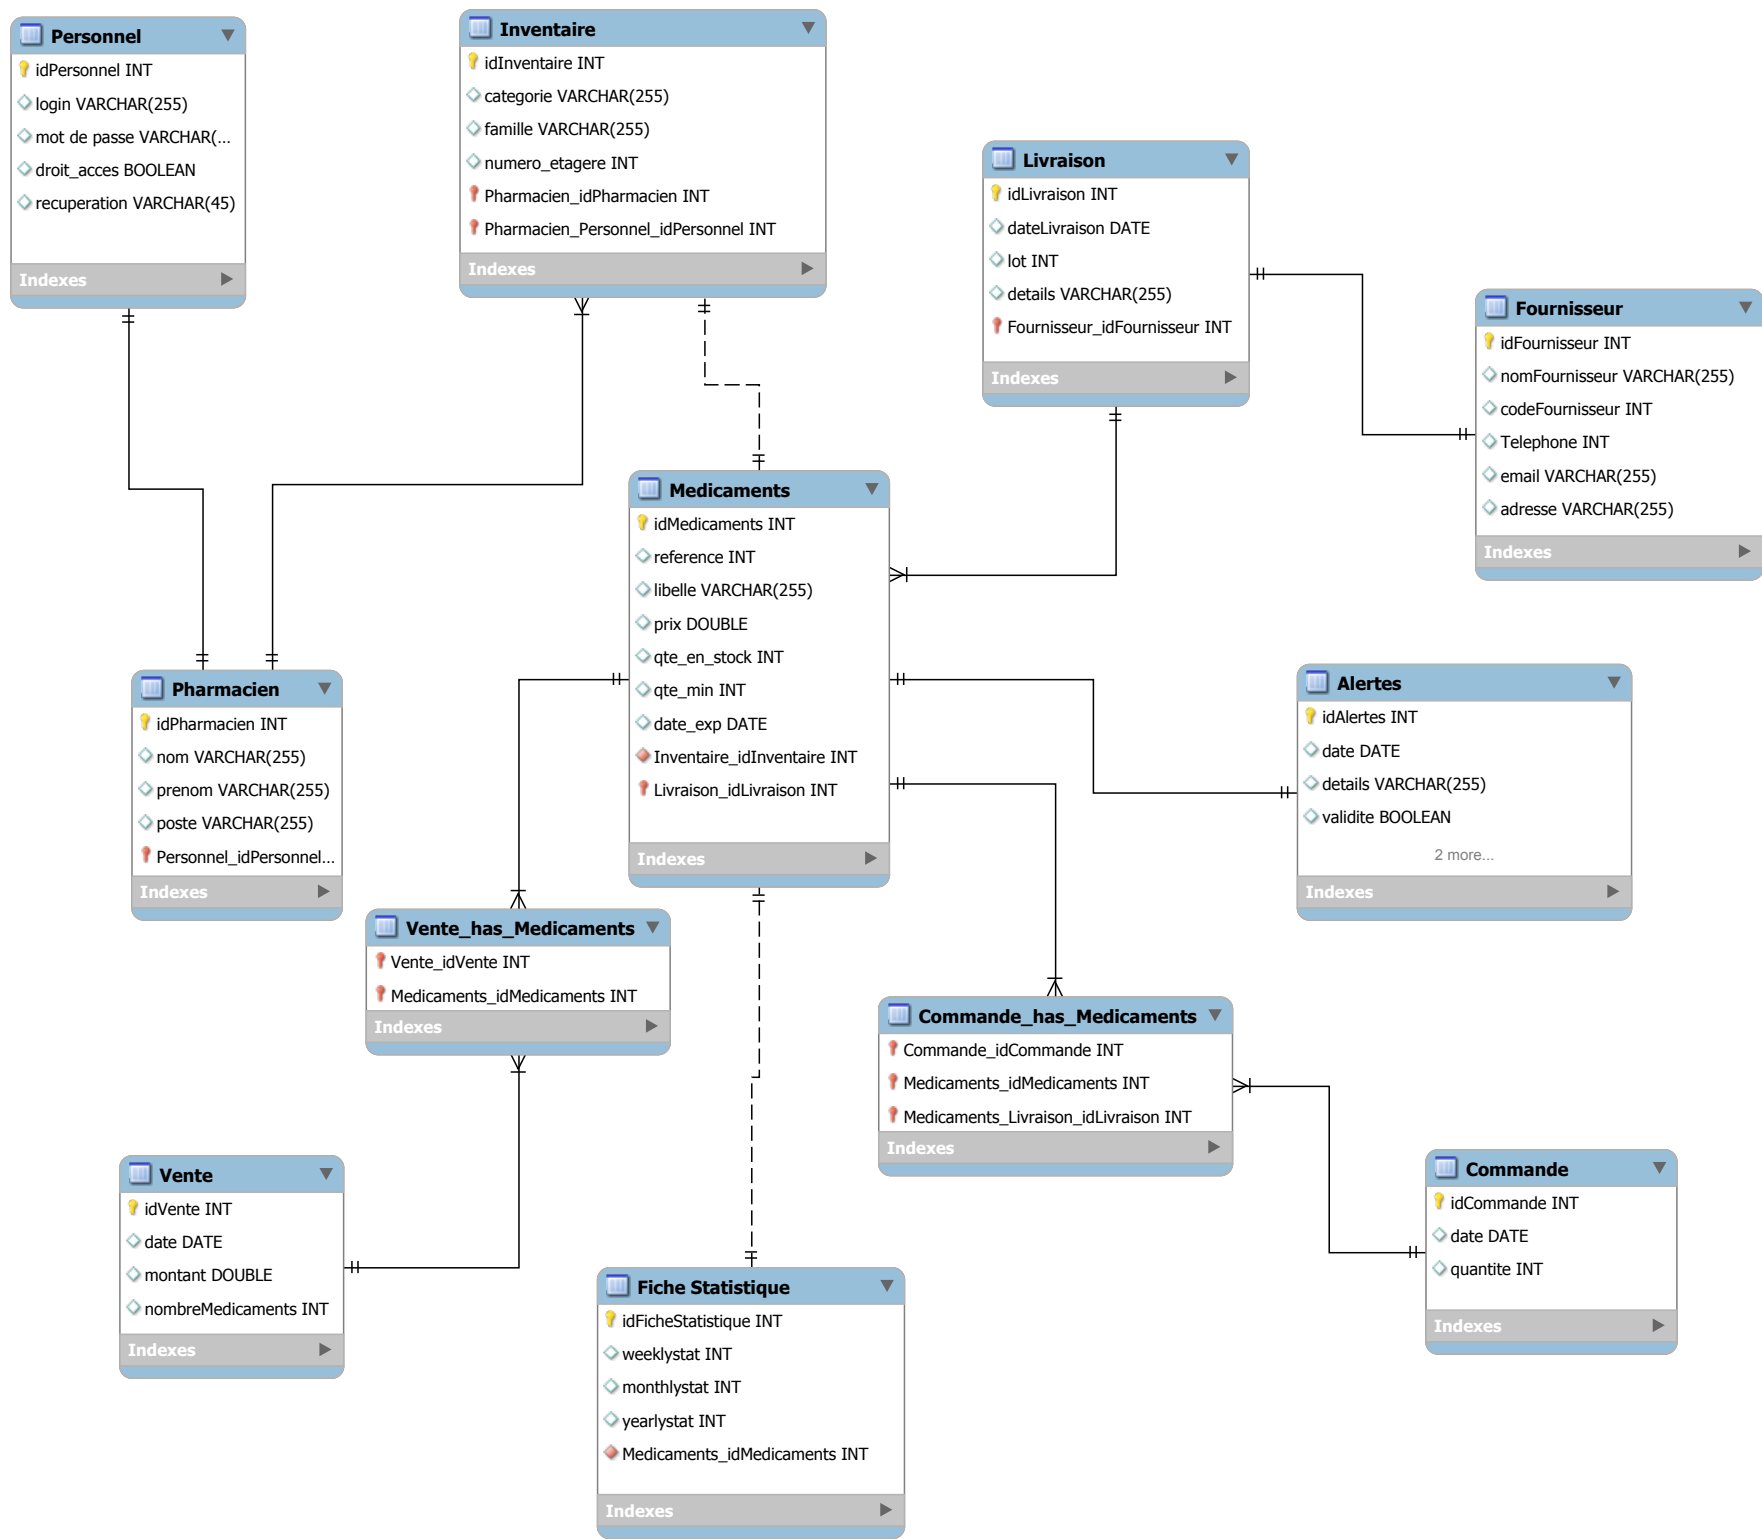 Personnel
idPersonnel INT
login VARCHAR(255)
mot de passe VARCHAR(...
droit_acces BOOLEAN
recuperation VARCHAR(45)
Indexes
Inventaire
idInventaire INT
categorie VARCHAR(255)
famille VARCHAR(255)
numero_etagere INT
Pharmacien_idPharmacien INT
Pharmacien_Personnel_idPersonnel INT
Indexes
Livraison
idLivraison INT
dateLivraison DATE
lot INT
details VARCHAR(255)
Fournisseur_idFournisseur INT
Indexes
Fournisseur
idFournisseur INT
nomFournisseur VARCHAR(255)
codeFournisseur INT
Telephone INT
email VARCHAR(255)
adresse VARCHAR(255)
Indexes
Medicaments
idMedicaments INT
reference INT
libelle VARCHAR(255)
prix DOUBLE
qte_en_stock INT
qte_min INT
date_exp DATE
Inventaire_idInventaire INT
Livraison_idLivraison INT
Indexes
Pharmacien
idPharmacien INT
nom VARCHAR(255)
prenom VARCHAR(255)
poste VARCHAR(255)
Personnel_idPersonnel...
Indexes
Alertes
idAlertes INT
date DATE
details VARCHAR(255)
validite BOOLEAN
2 more...
Indexes
Vente_has_Medicaments
Vente_idVente INT
Medicaments_idMedicaments INT
Indexes
Commande_has_Medicaments
Commande_idCommande INT
Medicaments_idMedicaments INT
Medicaments_Livraison_idLivraison INT
Indexes
Vente
idVente INT
date DATE
montant DOUBLE
nombreMedicaments INT
Indexes
Commande
idCommande INT
date DATE
quantite INT
Indexes
Fiche Statistique
idFicheStatistique INT
weeklystat INT
monthlystat INT
yearlystat INT
Medicaments_idMedicaments INT
Indexes